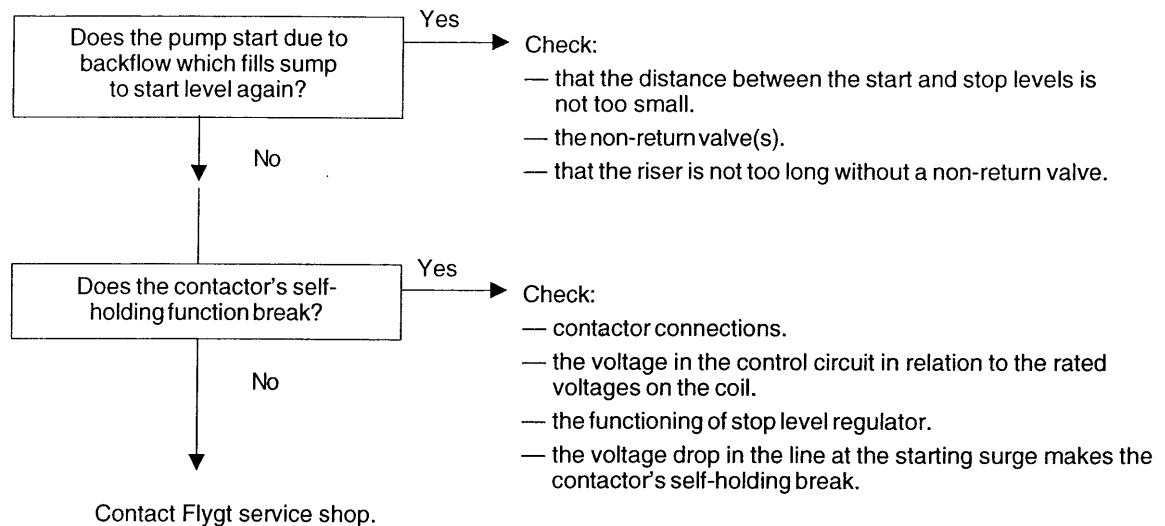 Does the pump start due to
backflow which fills sump
to start level again?
Yes
Check:
— that the distance between the start and stop levels is
not too small.
— the non-return valve(s).
— that the riser is not too long without a non-return valve.
No
Does the contactor's self-
holding function break?
Yes
Check:
— contactor connections.
— the voltage in the control circuit in relation to the rated
voltages on the coil.
— the functioning of stop level regulator.
— the voltage drop in the line at the starting surge makes the
contactor's self-holding break.
No
Contact Flygt service shop.